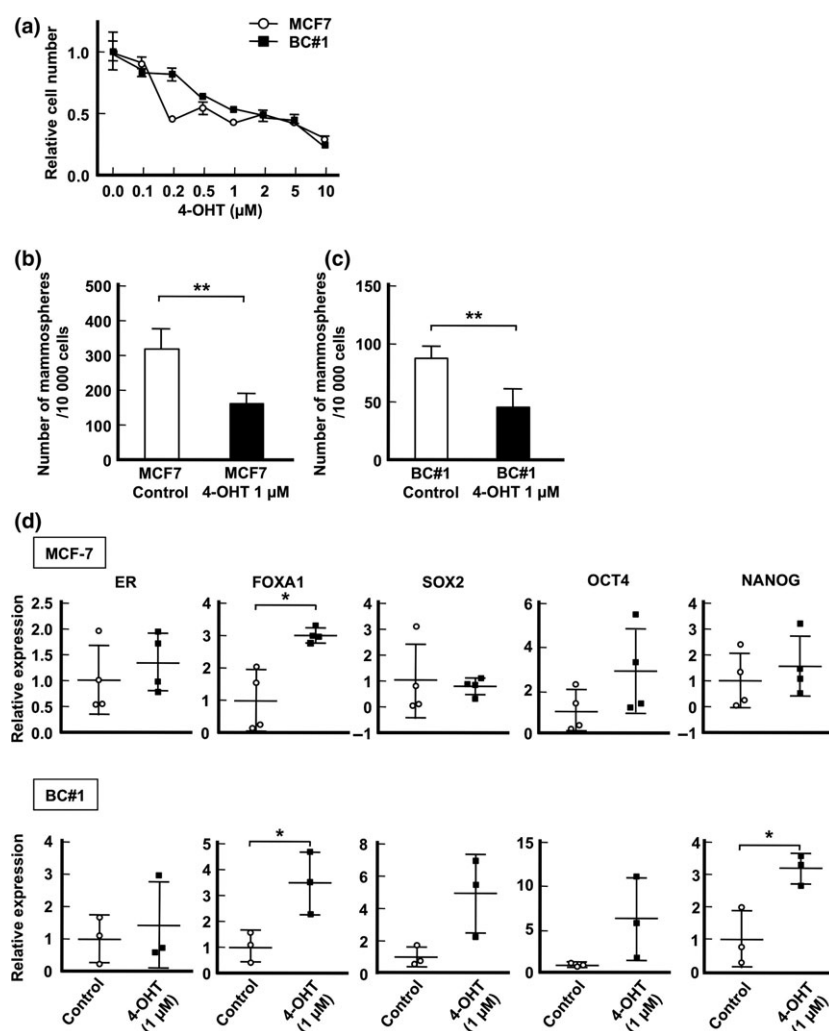 (a)
MCF7
BC#1
Relative cell number
1.0
0.5
0.0
0.0 0.1 0.2 0.5 1 2 5 10
4-OHT (µM)
(b)
Number of mammospheres
/10 000 cells
500
400
300
200
100
0
**
MCF7
Control
MCF7
4-OHT 1 µM
(c)
Number of mammospheres
/10 000 cells
150
100
50
0
**
BC#1
Control
BC#1
4-OHT 1 µM
(d)
MCF-7
ER
Relative expression
2.5
2.0
1.5
1.0
0.5
0.0
FOXA1
4
3
2
1
0
*
SOX2
4
3
2
1
0
–1
OCT4
6
4
2
0
NANOG
4
3
2
1
0
–1
BC#1
Relative expression
4
3
2
1
0
Control
4-OHT
(1 µM)
5
4
3
2
1
0
*
Control
4-OHT
(1 µM)
8
6
4
2
0
Control
4-OHT
(1 µM)
15
10
5
0
Control
4-OHT
(1 µM)
4
3
2
1
0
*
Control
4-OHT
(1 µM)